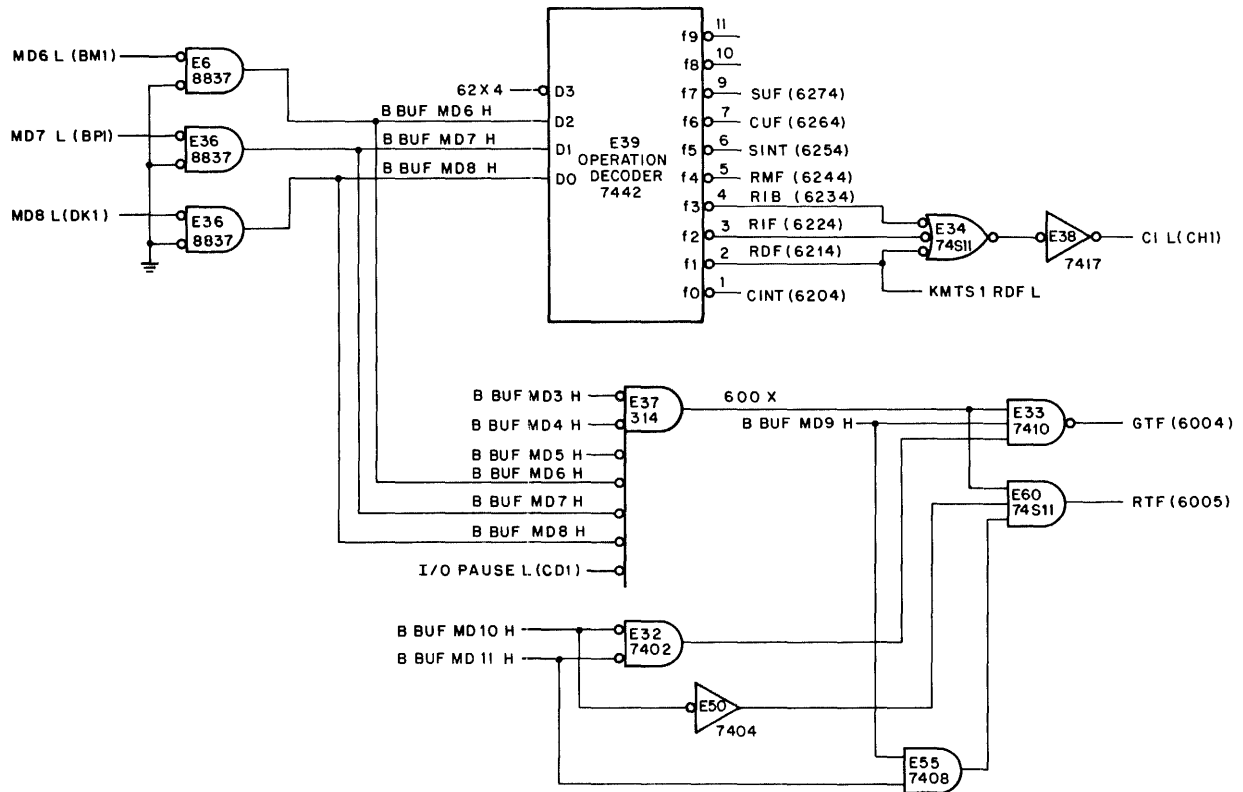 MD6 L (BM1)
E6
8837
MD7 L (BP1)
E36
8837
MD8 L (DK1)
E36
8837
B BUF MD6 H
B BUF MD7 H
B BUF MD8 H
62X4
D3
D2
D1
D0
E39
OPERATION
DECODER
7442
f9 11
f8 10
f7 9 SUF (6274)
f6 7 CUF (6264)
f5 6 SINT (6254)
f4 5 RMF (6244)
f3 4 RIB (6234)
f2 3 RIF (6224)
f1 2 RDF (6214)
f0 1 CINT (6204)
E34
74S11
E38
7417
CI L (CH1)
KMTS 1 RDF L
B BUF MD3 H
B BUF MD4 H
B BUF MD5 H
B BUF MD6 H
B BUF MD7 H
B BUF MD8 H
I/O PAUSE L (CD1)
E37
314
600 X
B BUF MD9 H
E33
7410
GTF (6004)
E60
74S11
RTF (6005)
B BUF MD10 H
B BUF MD 11 H
E32
7402
E50
7404
E55
7408